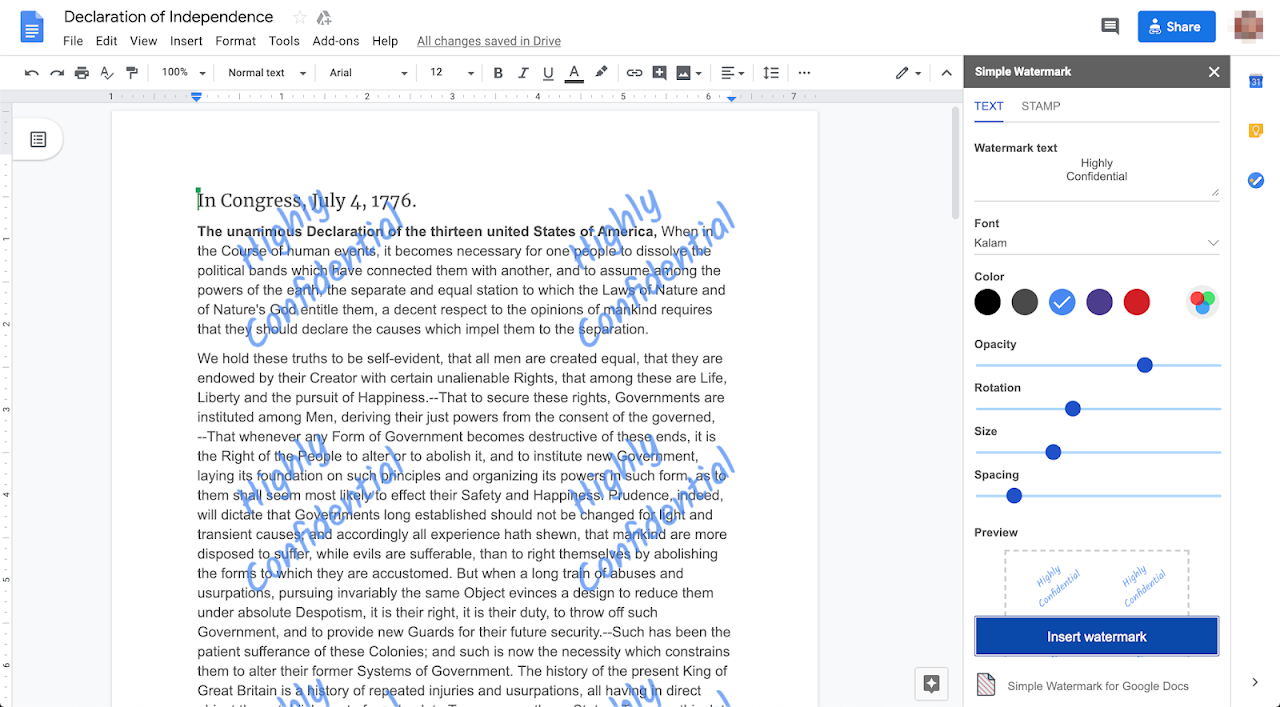 Declaration of Independence
File Edit View Insert Format Tools Add-ons Help All changes saved in Drive
Share
100% Normal text Arial 12 B I U A
1 1 2 3 4 5 6 7
Simple Watermark
TEXT STAMP
Watermark text
Highly
Confidential
Font
Kalam
Color
Opacity
Rotation
Size
Spacing
Preview
Highly
Confidential
Highly
Confidential
Insert watermark
Simple Watermark for Google Docs
31
1
2
3
4
5
6
In Congress, July 4, 1776.
The unanimous Declaration of the thirteen united States of America, When in
the Course of human events, it becomes necessary for one people to dissolve the
political bands which have connected them with another, and to assume among the
powers of the earth, the separate and equal station to which the Laws of Nature and
of Nature's God entitle them, a decent respect to the opinions of mankind requires
that they should declare the causes which impel them to the separation.
We hold these truths to be self-evident, that all men are created equal, that they are
endowed by their Creator with certain unalienable Rights, that among these are Life,
Liberty and the pursuit of Happiness.--That to secure these rights, Governments are
instituted among Men, deriving their just powers from the consent of the governed,
--That whenever any Form of Government becomes destructive of these ends, it is
the Right of the People to alter or to abolish it, and to institute new Government,
laying its foundation on such principles and organizing its powers in such form, as to
them shall seem most likely to effect their Safety and Happiness. Prudence, indeed,
will dictate that Governments long established should not be changed for light and
transient causes; and accordingly all experience hath shewn, that mankind are more
disposed to suffer, while evils are sufferable, than to right themselves by abolishing
the forms to which they are accustomed. But when a long train of abuses and
usurpations, pursuing invariably the same Object evinces a design to reduce them
under absolute Despotism, it is their right, it is their duty, to throw off such
Government, and to provide new Guards for their future security.--Such has been the
patient sufferance of these Colonies; and such is now the necessity which constrains
them to alter their former Systems of Government. The history of the present King of
Great Britain is a history of repeated injuries and usurpations, all having in direct
Highly
Confidential
Highly
Confidential
Highly
Confidential
Highly
Confidential
Highly
Highly